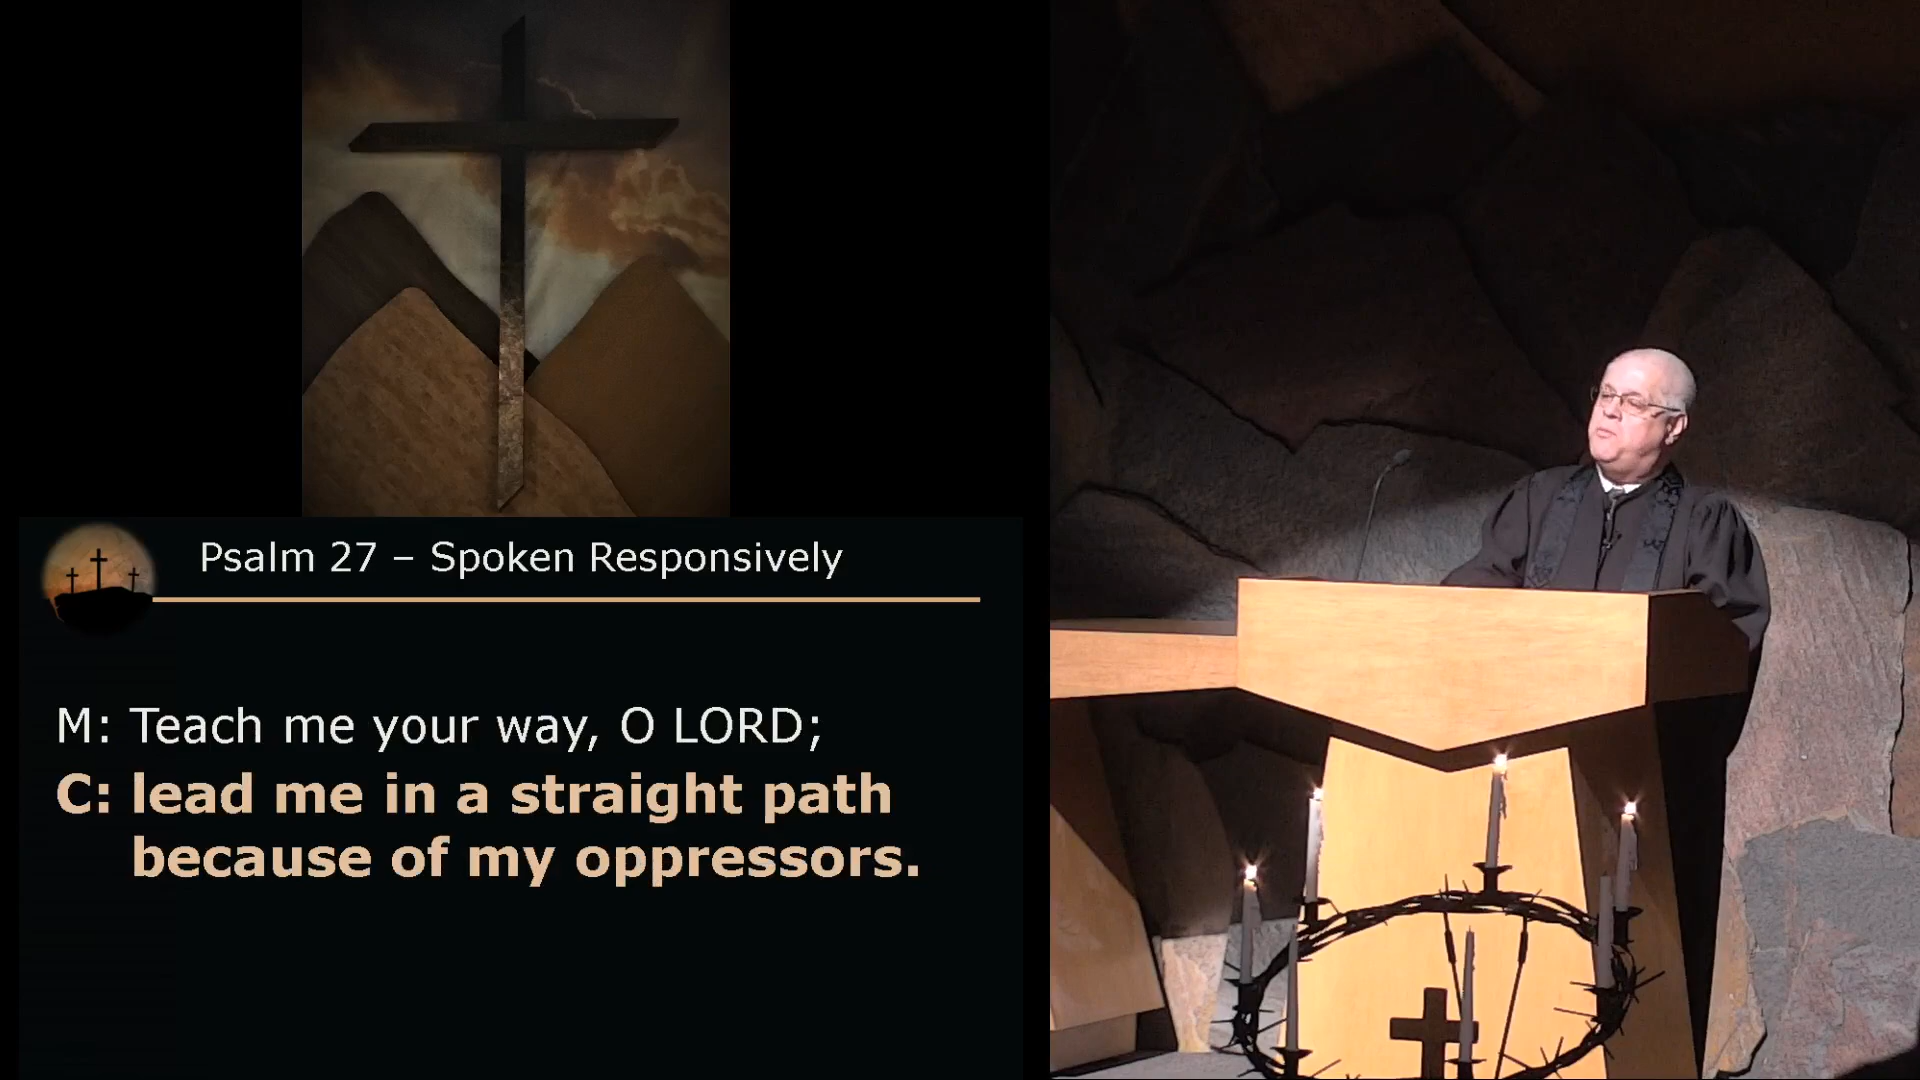 Psalm 27 – Spoken Responsively
M: Teach me your way, O LORD;
C: lead me in a straight path
because of my oppressors.